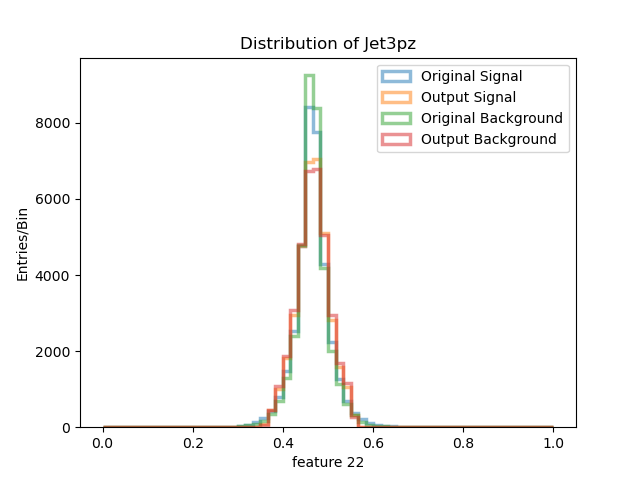 Distribution of Jet3pz
Original Signal
Output Signal
Original Background
Output Background
Entries/Bin
8000
6000
4000
2000
0
0.0 0.2 0.4 0.6 0.8 1.0
feature 22